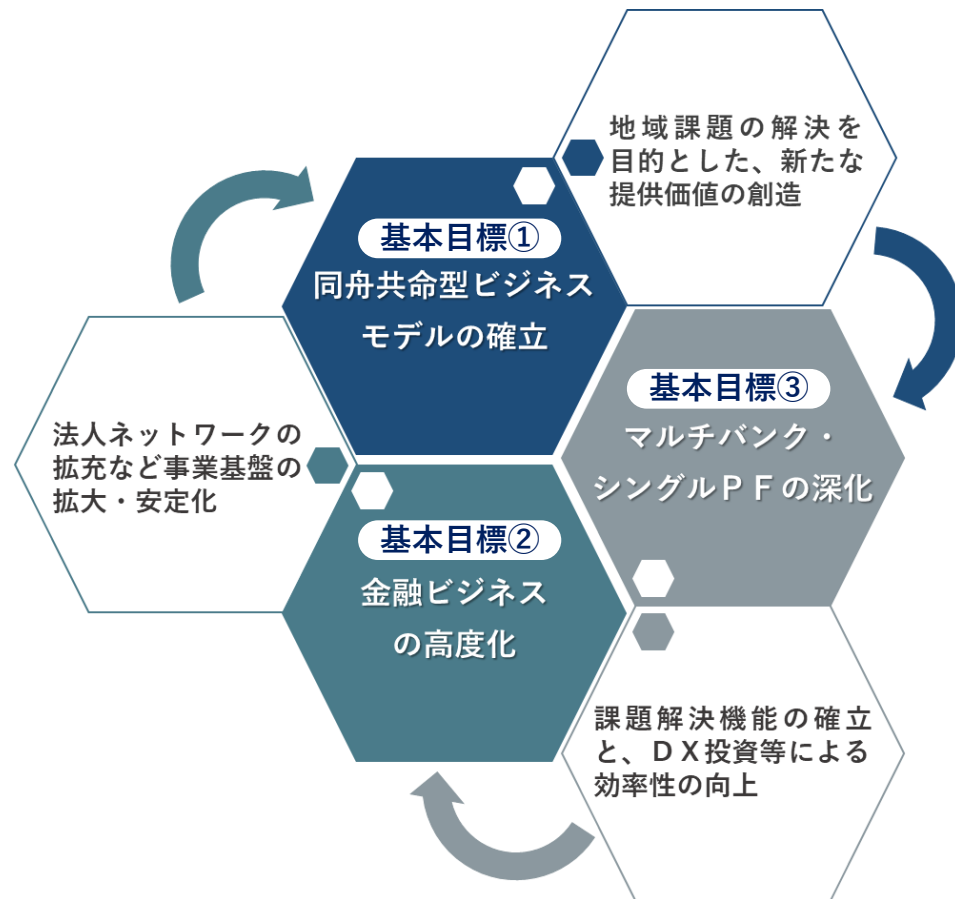 地域課題の解決を
目的とした、新たな
提供価値の創造
基本目標①
同舟共命型ビジネス
モデルの確立
基本目標③
マルチバンク・
シングルＰＦの深化
法人ネットワークの
拡充など事業基盤の
拡大・安定化
基本目標②
金融ビジネス
の高度化
課題解決機能の確立
と、ＤＸ投資等による
効率性の向上